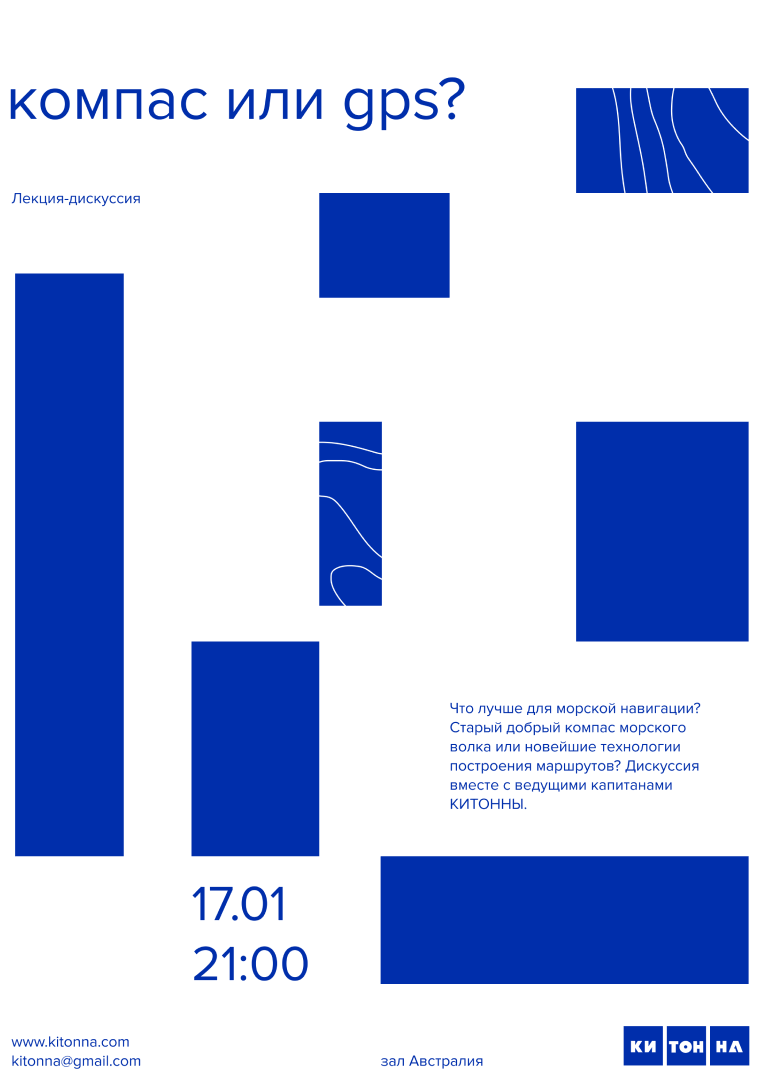 компас или gps?
Лекция-дискуссия
Что лучше для морской навигации?
Старый добрый компас морского
волка или новейшие технологии
построения маршрутов? Дискуссия
вместе с ведущими капитанами
КИТОННЫ.
17.01
21:00
www.kitonna.com
kitonna@gmail.com
зал Австралия
КИ ТОН НА